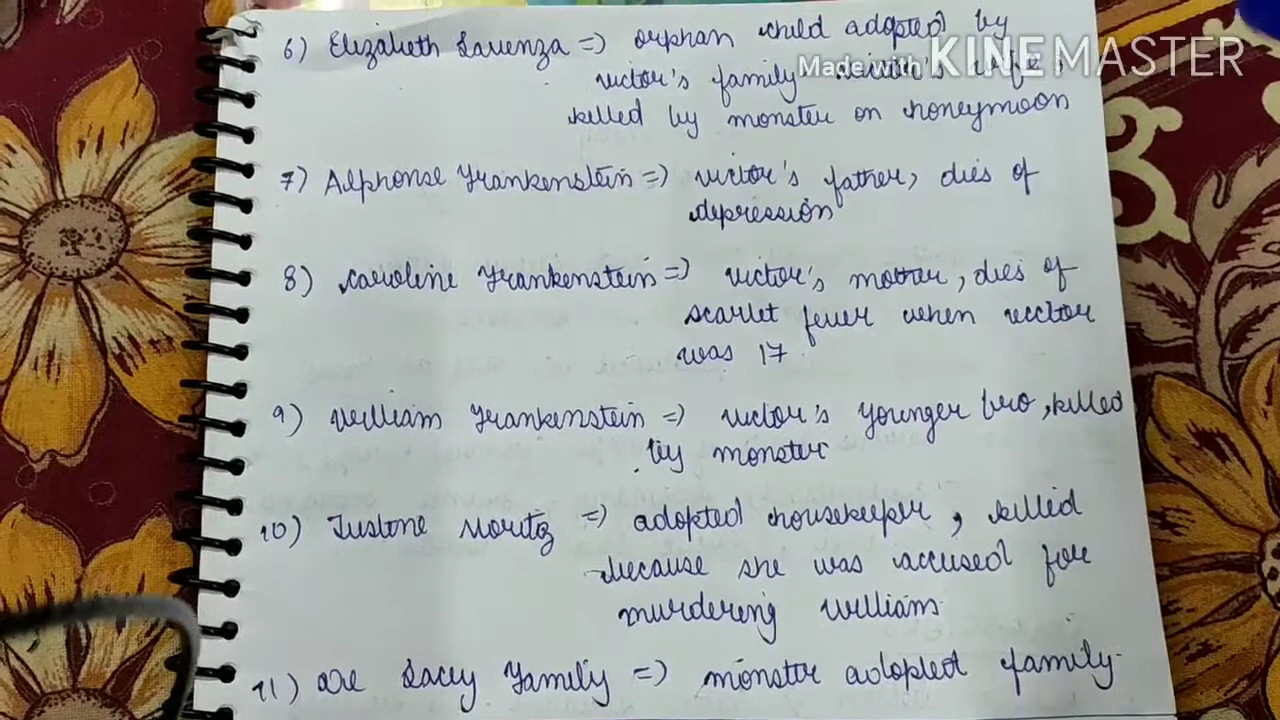 6) Elizabeth Lavenza => orphan child adopted by
Made with KINEMASTER
victor's family victor's wife,
killed by monster on honeymoon
7) Alphonse Frankenstein => victor's father, dies of
depression
8) Caroline Frankenstein => victor's mother, dies of
scarlet fever when victor
was 17.
9) William Frankenstein => victor's younger bro, killed
by monster
10) Justine Moritz => adopted housekeeper, killed
because she was accused for
murdering william.
11) De Lacey Family => monster adopted family.